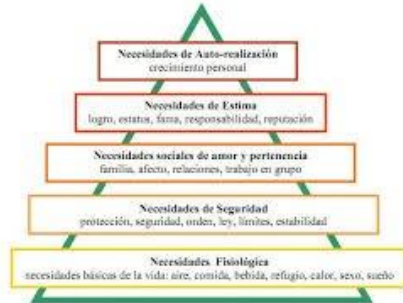 Necesidades de Auto-realización
crecimiento personal
Necesidades de Estima
logro, estatus, fama, responsabilidad, reputación
Necesidades sociales de amor y pertenencia
familia, afecto, relaciones, trabajo en grupo
Necesidades de Seguridad
protección, seguridad, orden, ley, límites, estabilidad
Necesidades Fisiológica
necesidades básicas de la vida: aire, comida, bebida, refugio, calor, sexo, sueño